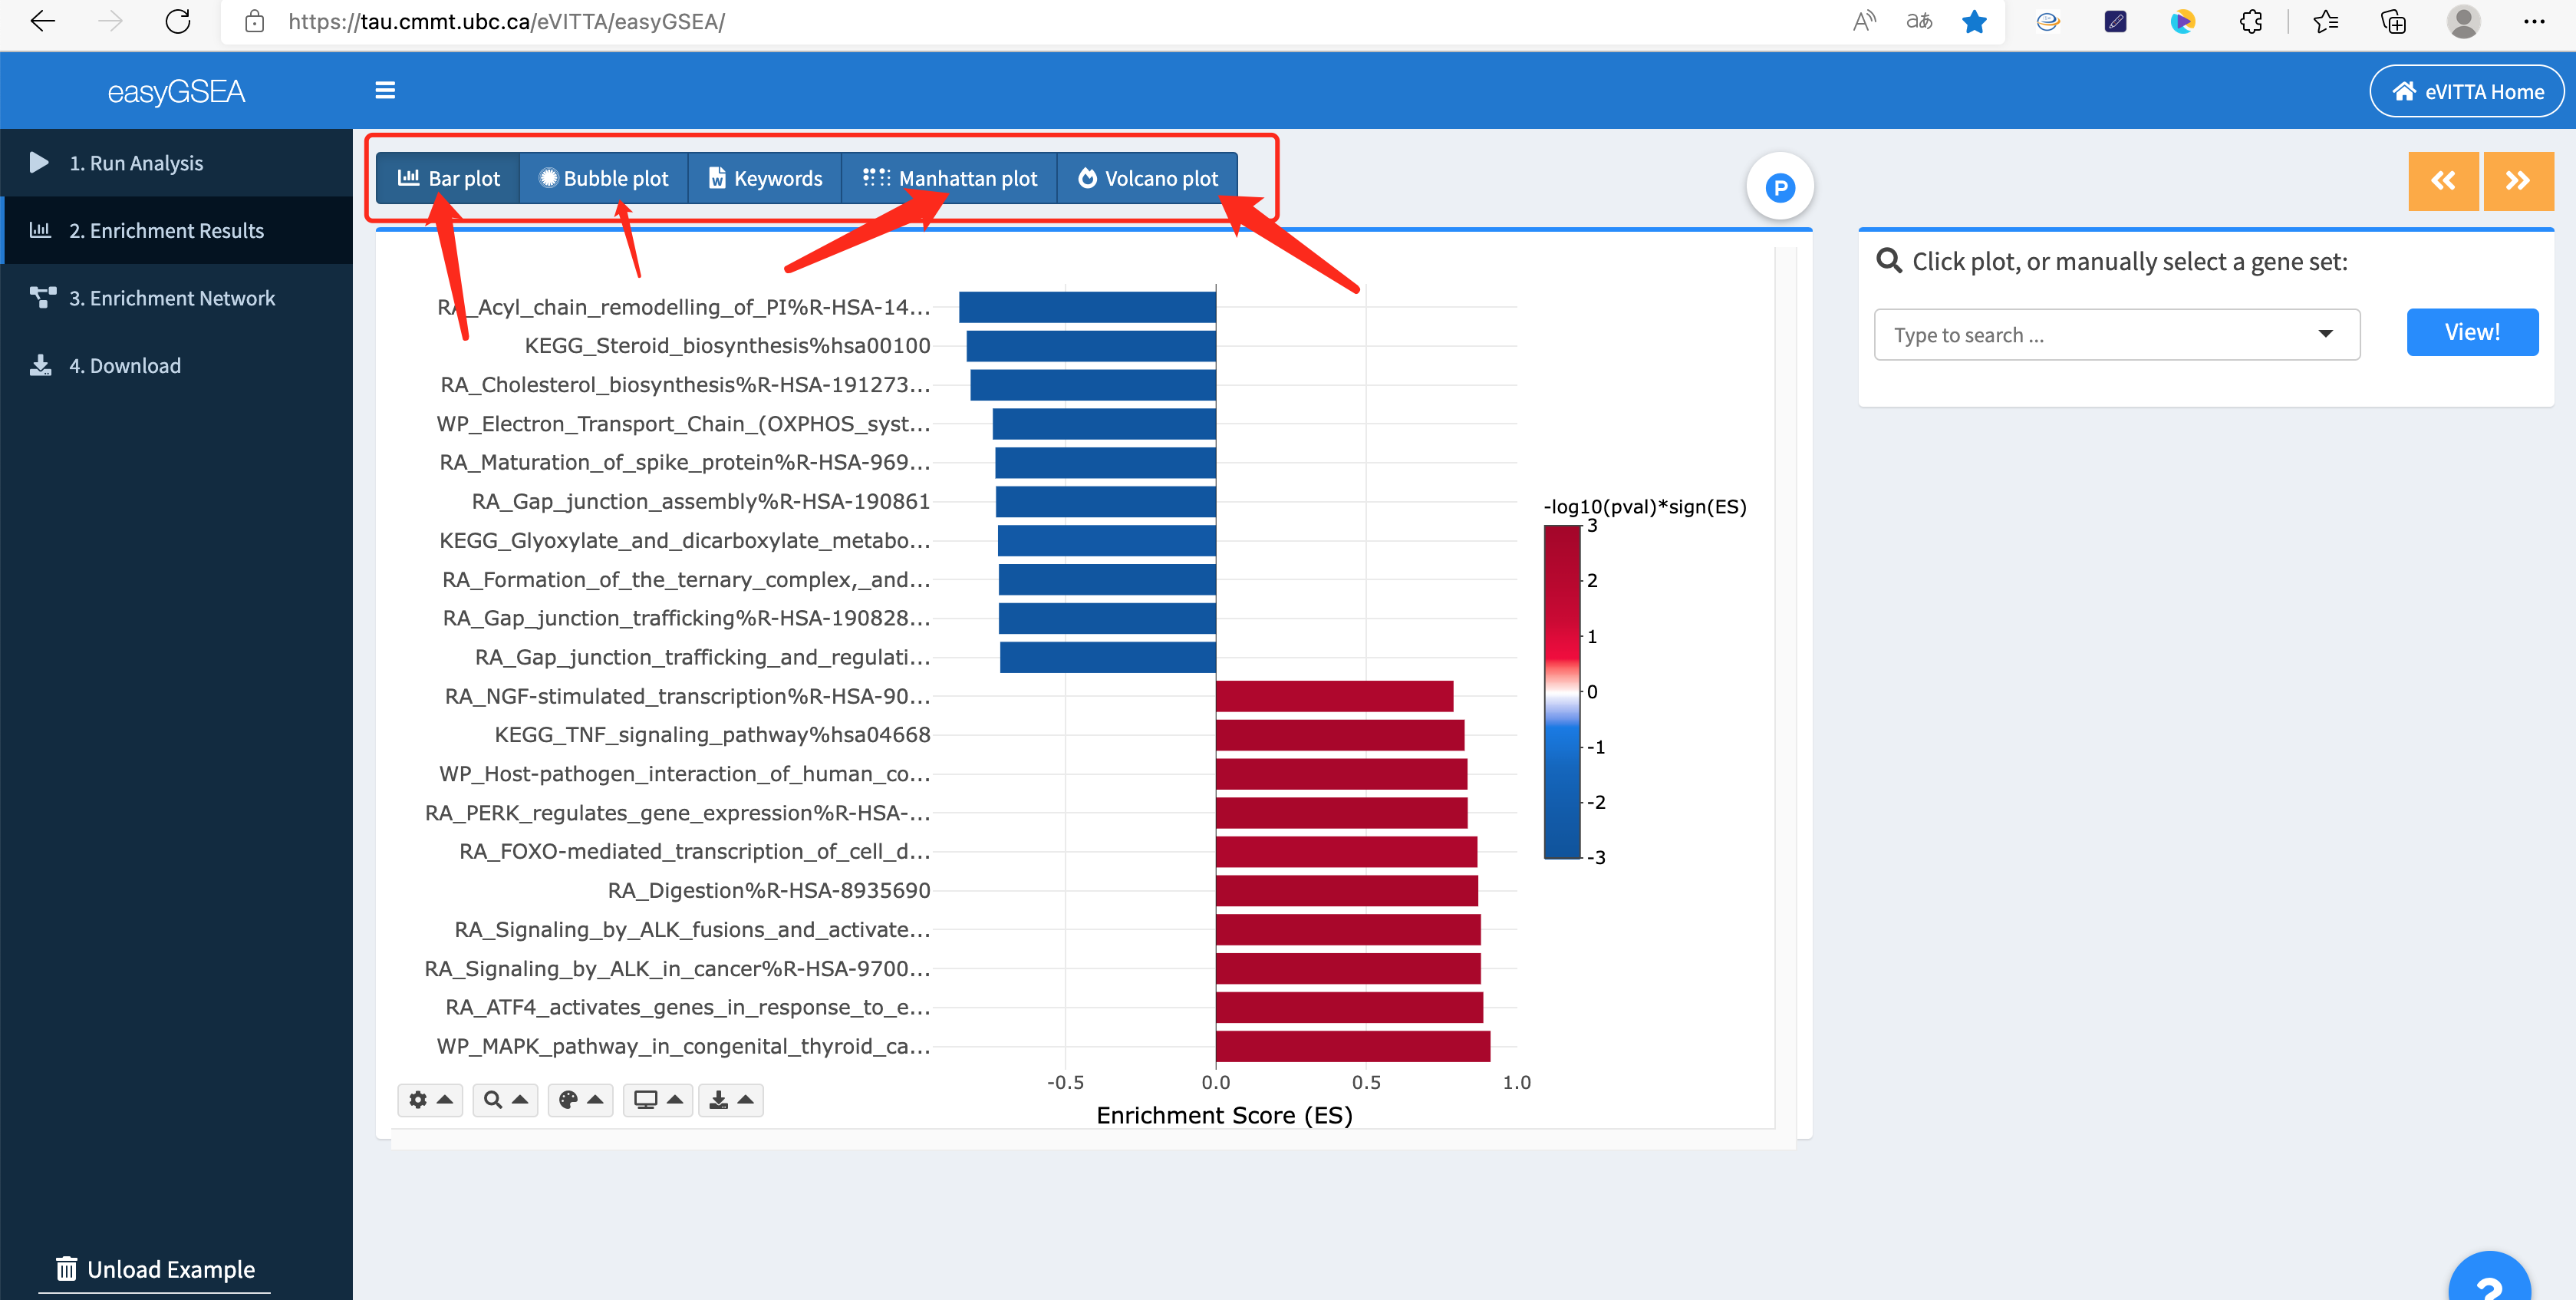 https://tau.cmmt.ubc.ca/eVITTA/easyGSEA/
easyGSEA
eVITTA Home
1. Run Analysis
2. Enrichment Results
3. Enrichment Network
4. Download
Unload Example
Bar plot
Bubble plot
Keywords
Manhattan plot
Volcano plot
P
RA_Acyl_chain_remodelling_of_PI%R-HSA-14...
KEGG_Steroid_biosynthesis%hsa00100
RA_Cholesterol_biosynthesis%R-HSA-191273...
WP_Electron_Transport_Chain_(OXPHOS_syst...
RA_Maturation_of_spike_protein%R-HSA-969...
RA_Gap_junction_assembly%R-HSA-190861
KEGG_Glyoxylate_and_dicarboxylate_metabo...
RA_Formation_of_the_ternary_complex,_and...
RA_Gap_junction_trafficking%R-HSA-190828...
RA_Gap_junction_trafficking_and_regulati...
RA_NGF-stimulated_transcription%R-HSA-90...
KEGG_TNF_signaling_pathway%hsa04668
WP_Host-pathogen_interaction_of_human_co...
RA_PERK_regulates_gene_expression%R-HSA-...
RA_FOXO-mediated_transcription_of_cell_d...
RA_Digestion%R-HSA-8935690
RA_Signaling_by_ALK_fusions_and_activate...
RA_Signaling_by_ALK_in_cancer%R-HSA-9700...
RA_ATF4_activates_genes_in_response_to_e...
WP_MAPK_pathway_in_congenital_thyroid_ca...
-0.5 0.0 0.5 1.0
Enrichment Score (ES)
-log10(pval)*sign(ES)
3
2
1
0
-1
-2
-3
Click plot, or manually select a gene set:
Type to search ...
View!
?